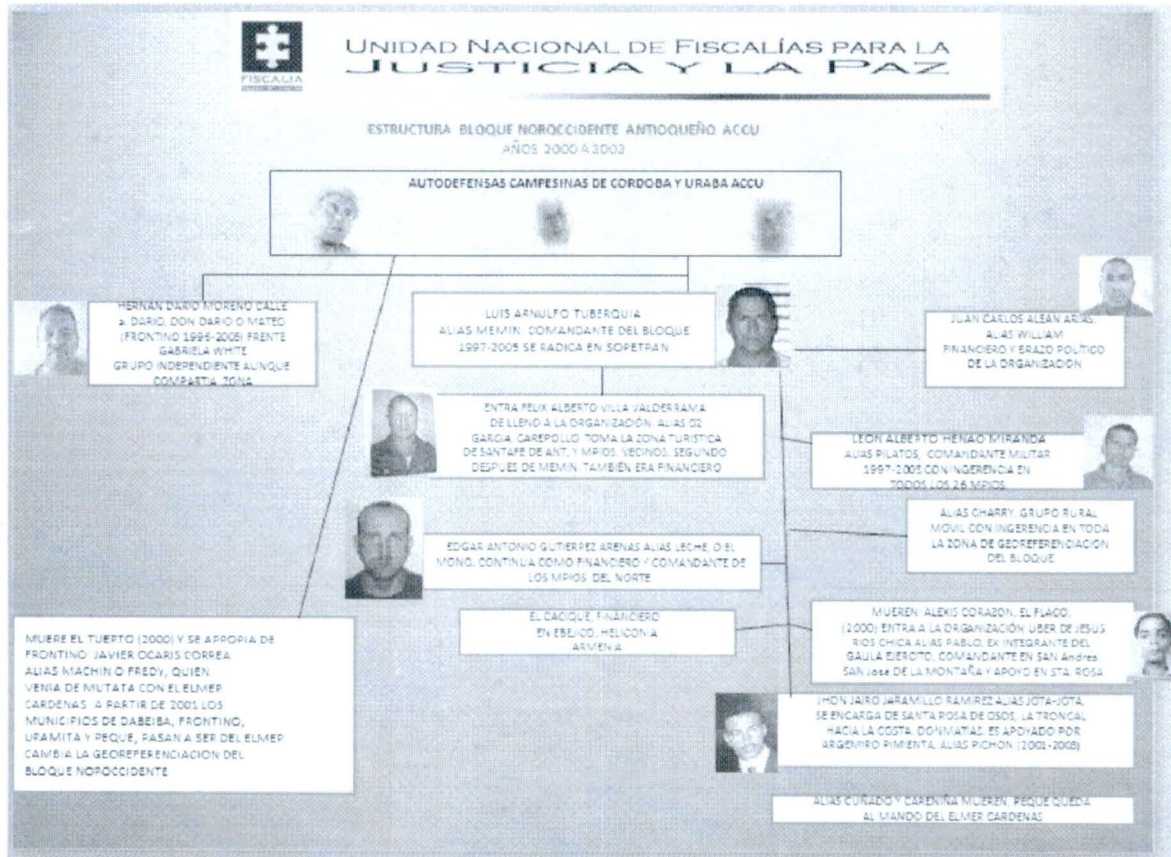 UNIDAD NACIONAL DE FISCALÍAS PARA LA
JUSTICIA Y LA PAZ
FISCALIA
ESTRUCTURA BLOQUE NOROCCIDENTE ANTIOQUEÑO ACCU
AÑOS 2000 A 2002
AUTODEFENSAS CAMPESINAS DE CORDOBA Y URABA ACCU
HERNAN DARIO MORENO CALLE
a. DARIO, DON DARIO O MATEO
(FRONTINO 1996-2005) FRENTE
GABRIELA WHITE
GRUPO INDEPENDIENTE AUNQUE
COMPARTIA ZONA
LUIS ARNULFO TUBERQUIA
ALIAS MEMIN. COMANDANTE DEL BLOQUE
1997-2005 SE RADICA EN SOPETRAN
JUAN CARLOS ALEAN ARIAS.
ALIAS WILLIAM
FINANCIERO Y BRAZO POLÍTICO
DE LA ORGANIZACIÓN
ENTRA FELIX ALBERTO VILLA VALDERRAMA
DE LLENO A LA ORGANIZACIÓN. ALIAS 02
GARCIA, CAREPOLLO. TOMA LA ZONA TURISTICA
DE SANTAFE DE ANT. Y MPIOS. VECINOS. SEGUNDO
DESPUES DE MEMIN. TAMBIÉN ERA FINANCIERO
LEON ALBERTO HENAO MIRANDA
ALIAS PILATOS, COMANDANTE MILITAR
1997-2005 CON INGERENCIA EN
TODOS LOS 26 MPIOS
ALIAS CHARRY. GRUPO RURAL
MOVIL CON INGERENCIA EN TODA
LA ZONA DE GEOREFERENCIACION
DEL BLOQUE
EDGAR ANTONIO GUTIERREZ ARENAS ALIAS LECHE, O EL
MONO. CONTINUA COMO FINANCIERO Y COMANDANTE DE
LOS MPIOS. DEL NORTE
EL CACIQUE, FINANCIERO
EN EBEJICO, HELICONIA
ARMENIA
MUEREN: ALEXIS CORAZON, EL FLACO,
(2000) ENTRA A LA ORGANIZACIÓN LIBER DE JESUS
RIOS CHICA ALIAS PABLO, EX INTEGRANTE DEL
GAULA EJERCITO, COMANDANTE EN SAN Andres
SAN José DE LA MONTAÑA Y APOYO EN STA. ROSA
MUERE EL TUERTO (2000) Y SE APROPIA DE
FRONTINO: JAVIER OCARIS CORREA
ALIAS MACHIN O FREDY, QUIEN
VENIA DE MUTATA CON EL ELMER
CARDENAS. A PARTIR DE 2001 LOS
MUNICIPIOS DE DABEIBA, FRONTINO,
URAMITA Y PEQUE, PASAN A SER DEL ELMER
CAMBIA LA GEOREFERENCIACION DEL
BLOQUE NOROCCIDENTE
JHON JAIRO JARAMILLO RAMIREZ ALIAS JOTA-JOTA,
SE ENCARGA DE SANTA ROSA DE OSOS, LA TRONCAL
HACIA LA COSTA, DONMATIAS. ES APOYADO POR
ARGEMIRO PIMIENTA, ALIAS PICHON (2001-2003)
ALIAS CUÑADO Y CARENIÑA MUEREN. PEQUE QUEDA
AL MANDO DEL ELMER CARDENAS